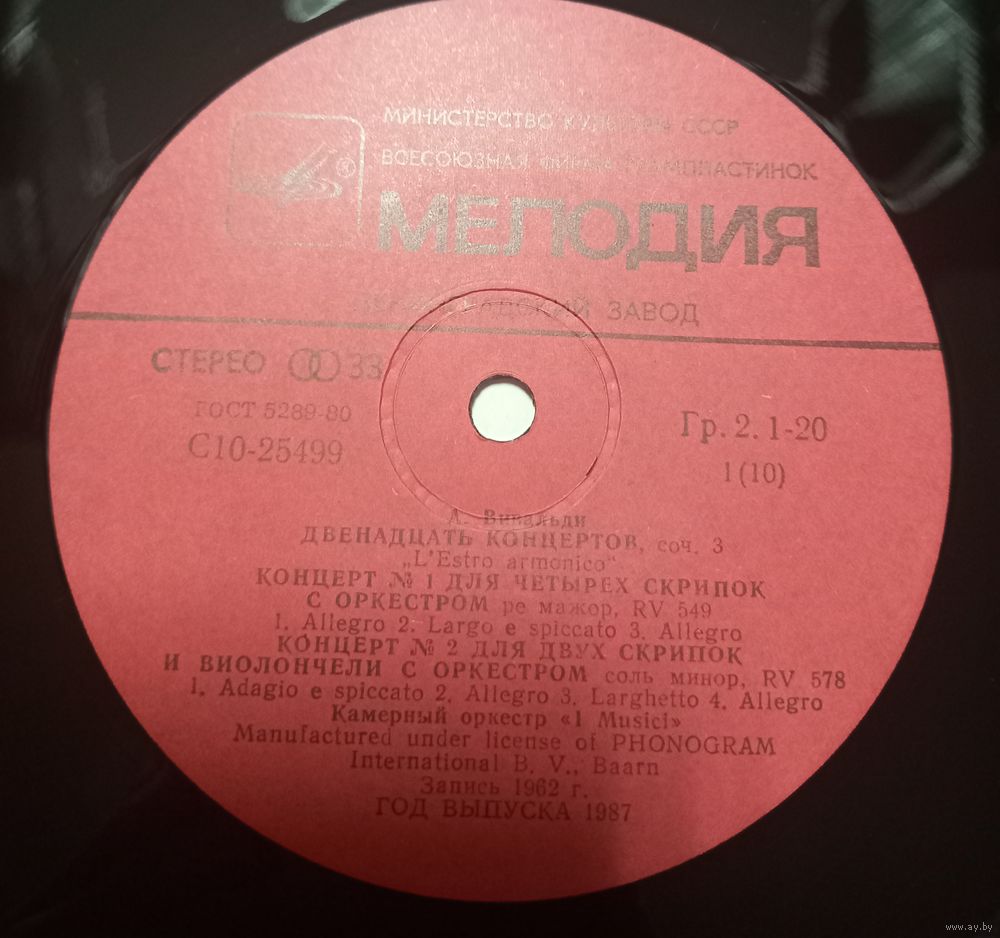 МИНИСТЕРСТВО КУЛЬТУРЫ СССР
ВСЕСОЮЗНАЯ ФИРМА ГРАМПЛАСТИНОК
®
МЕЛОДИЯ
ЛЕНИНГРАДСКИЙ ЗАВОД
СТЕРЕО 33
ГОСТ 5289-80
С10-25499
Гр. 2. 1-20
1 (10)
А. Вивальди
ДВЕНАДЦАТЬ КОНЦЕРТОВ, соч. 3
„L'Estro armonico“
КОНЦЕРТ № 1 ДЛЯ ЧЕТЫРЕХ СКРИПОК
С ОРКЕСТРОМ ре мажор, RV 549
1. Allegro 2. Largo e spiccato 3. Allegro
КОНЦЕРТ № 2 ДЛЯ ДВУХ СКРИПОК
И ВИОЛОНЧЕЛИ С ОРКЕСТРОМ соль минор, RV 578
1. Adagio e spiccato 2. Allegro 3. Larghetto 4. Allegro
Камерный оркестр «I Musici»
Manufactured under license of PHONOGRAM
International B. V., Baarn
Запись 1962 г.
ГОД ВЫПУСКА 1987
www.ay.by